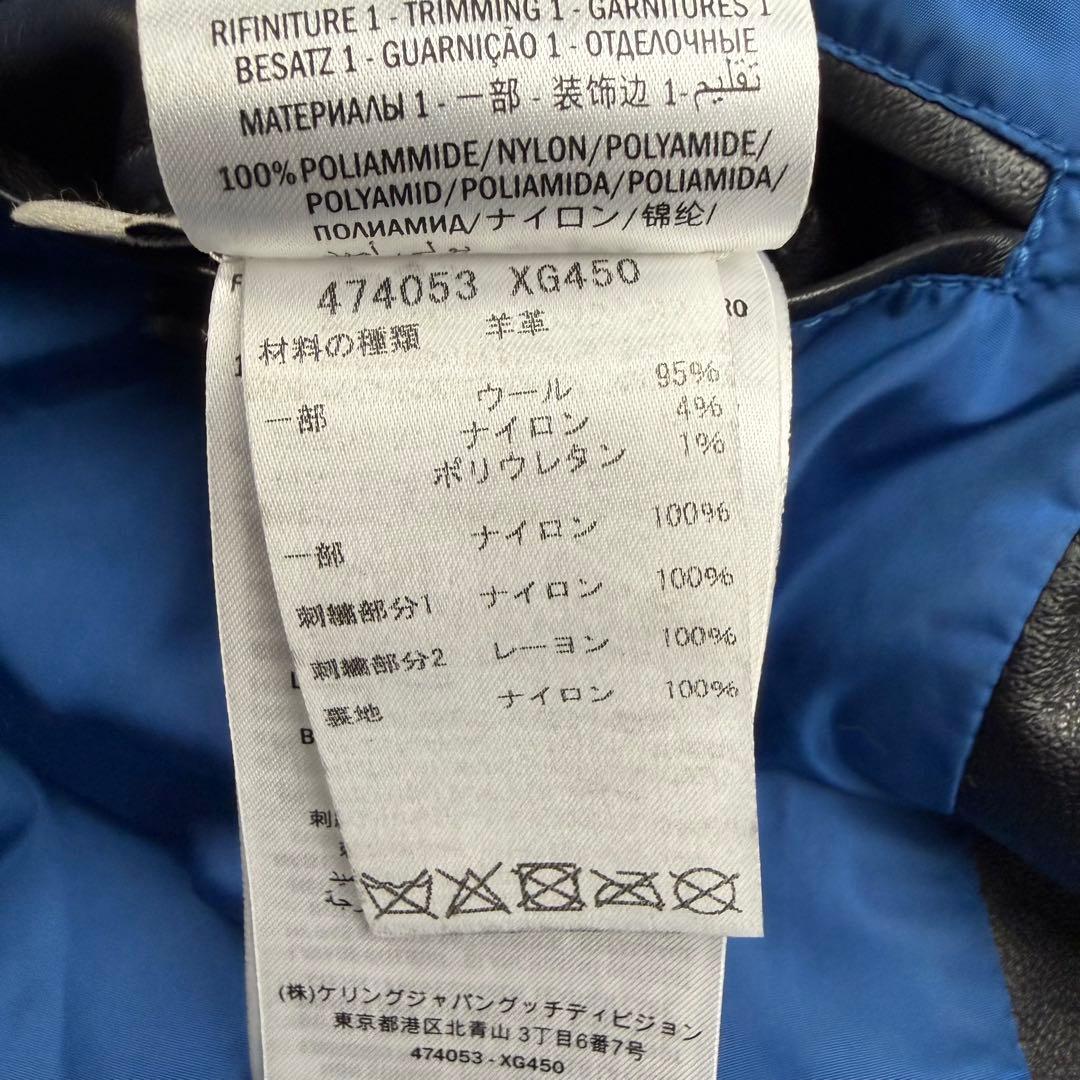 RIFINITURE 1 - TRIMMING 1 - GARNITURES 1
BESATZ 1 - GUARNIÇÃO 1 - ОТДЕЛОЧНЫЕ
МАТЕРИАЛЫ 1 - 一部 - 装饰边 1 - تقليم
100% POLIAMMIDE/NYLON/POLYAMIDE/
POLYAMID/POLIAMIDA/POLIAMIDA/
ПОЛИАМИД/ナイロン/锦纶/
474053 XG450
材料の種類 羊革
一部 ウール 95%
ナイロン 4%
ポリウレタン 1%
一部 ナイロン 100%
刺繍部分1 ナイロン 100%
刺繍部分2 レーヨン 100%
裏地 ナイロン 100%
(株)ケリングジャパングッチディビジョン
東京都港区北青山 3丁目6番7号
474053 - XG450